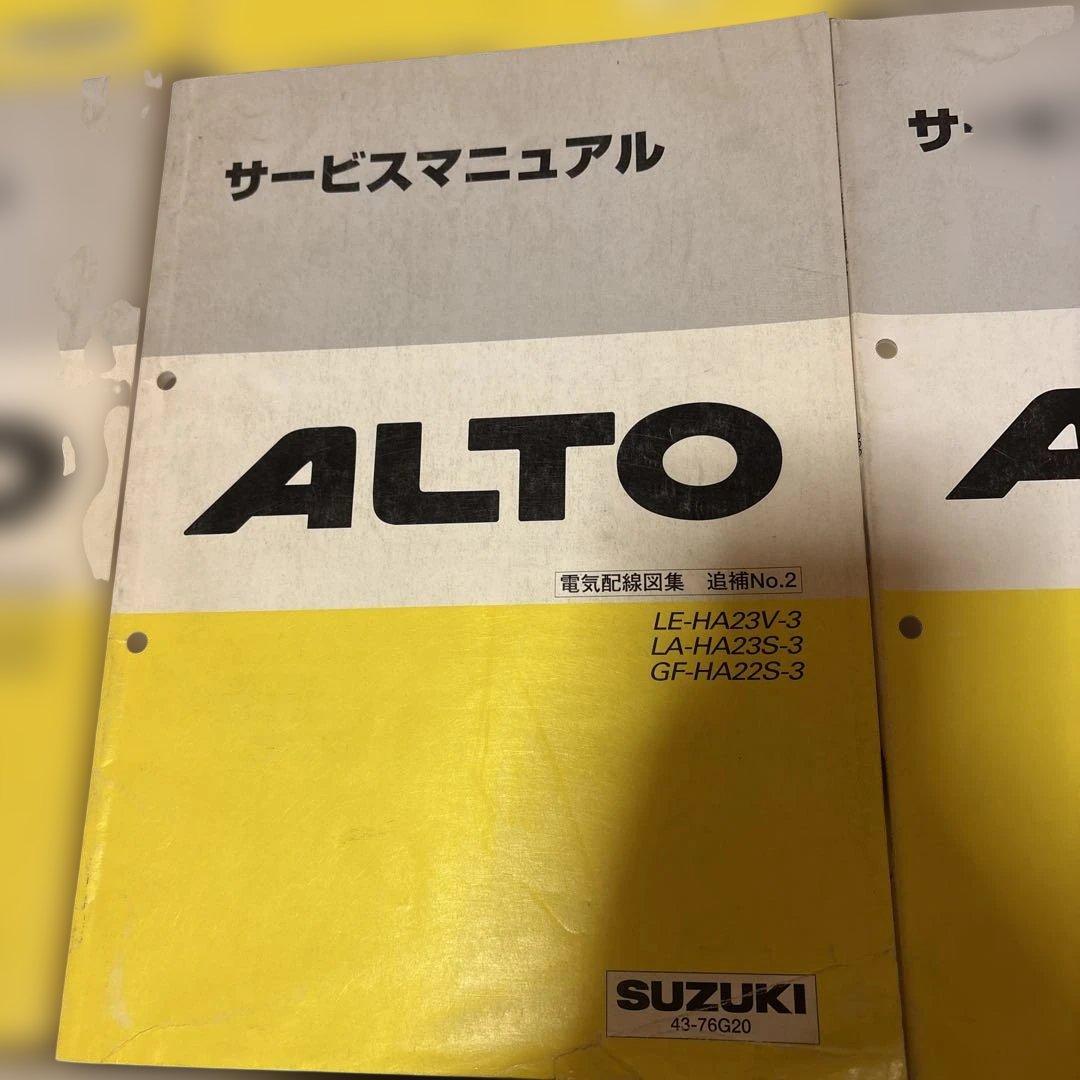 サービスマニュアル
ALTO
電気配線図集 追補No.2
LE-HA23V-3
LA-HA23S-3
GF-HA22S-3
SUZUKI
43-76G20
サ
A